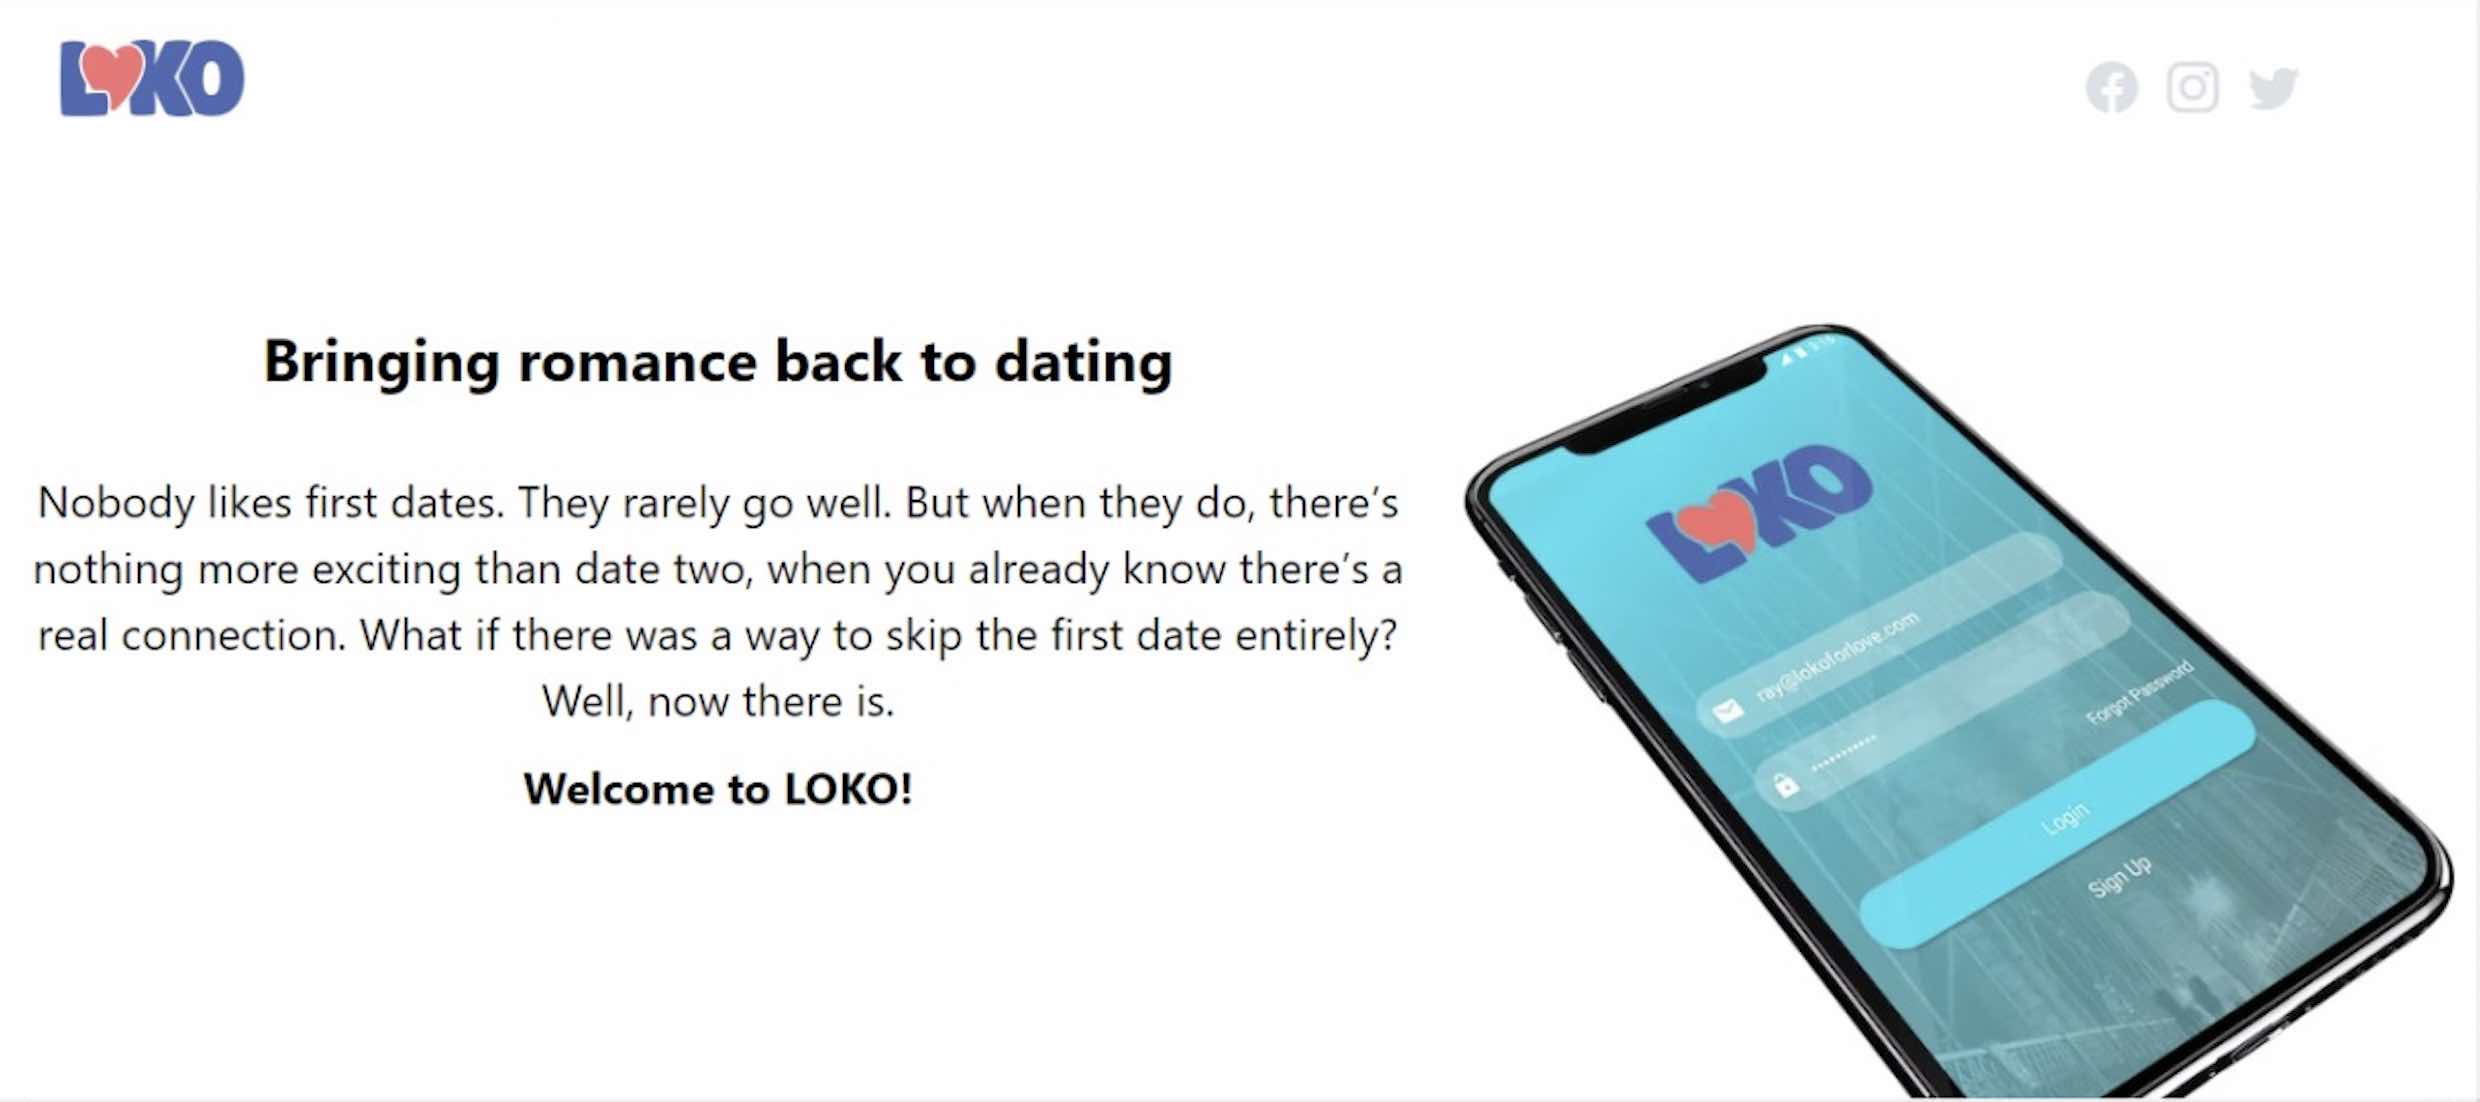 LOKO
Bringing romance back to dating
Nobody likes first dates. They rarely go well. But when they do, there’s
nothing more exciting than date two, when you already know there’s a
real connection. What if there was a way to skip the first date entirely?
Well, now there is.
Welcome to LOKO!
LOKO
ray@lokoforlove.com
Forgot Password
Login
Sign Up